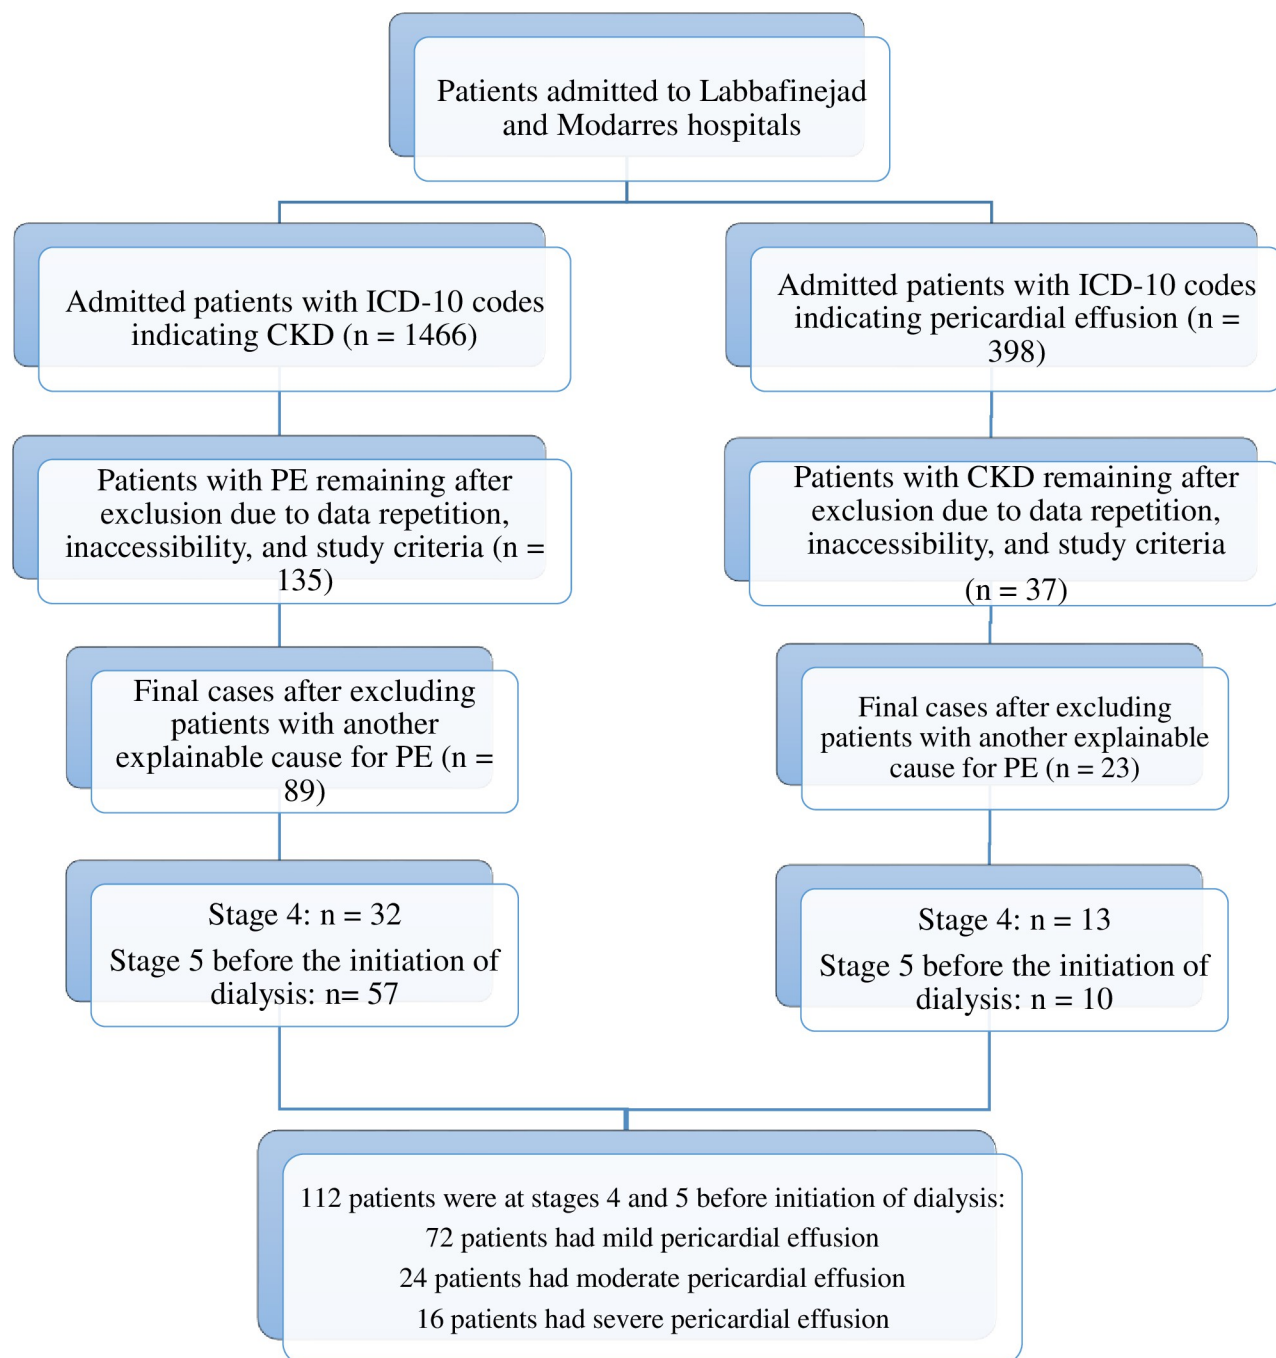 Patients admitted to Labbafinejad
and Modarres hospitals
Admitted patients with ICD-10 codes
indicating CKD (n = 1466)
Admitted patients with ICD-10 codes
indicating pericardial effusion (n =
398)
Patients with PE remaining after
exclusion due to data repetition,
inaccessibility, and study criteria (n =
135)
Patients with CKD remaining after
exclusion due to data repetition,
inaccessibility, and study criteria
(n = 37)
Final cases after excluding
patients with another
explainable cause for PE (n =
89)
Final cases after excluding
patients with another explainable
cause for PE (n = 23)
Stage 4: n = 32
Stage 5 before the initiation of
dialysis: n= 57
Stage 4: n = 13
Stage 5 before the initiation of
dialysis: n = 10
112 patients were at stages 4 and 5 before initiation of dialysis:
72 patients had mild pericardial effusion
24 patients had moderate pericardial effusion
16 patients had severe pericardial effusion